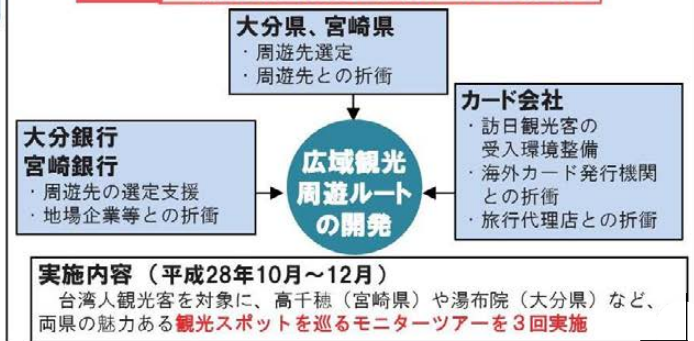 大分県、宮崎県
・周遊先選定
・周遊先との折衝
カード会社
・訪日観光客の
受入環境整備
・海外カード発行機関
との折衝
・旅行代理店との折衝
大分銀行
宮崎銀行
・周遊先の選定支援
・地場企業等との折衝
広域観光
周遊ルート
の開発
実施内容（平成28年10月～12月）
台湾人観光客を対象に、高千穂（宮崎県）や湯布院（大分県）など、
両県の魅力ある観光スポットを巡るモニターツアーを３回実施